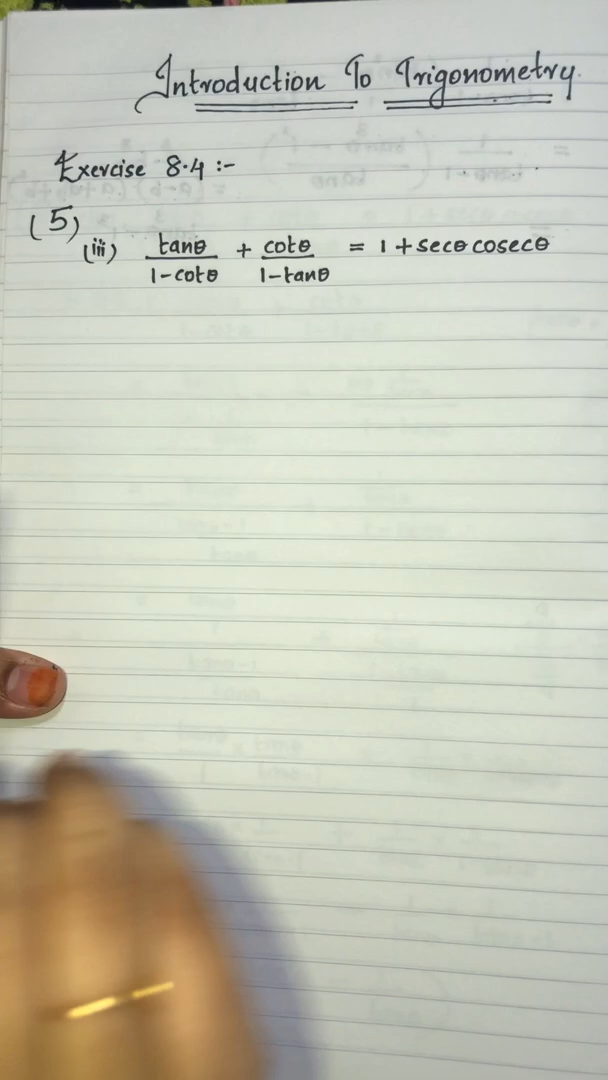 Introduction To Trigonometry.
Exercise 8.4 :-
(5)
(iii) tanθ/1-cotθ + cotθ/1-tanθ = 1 + secθ cosecθ